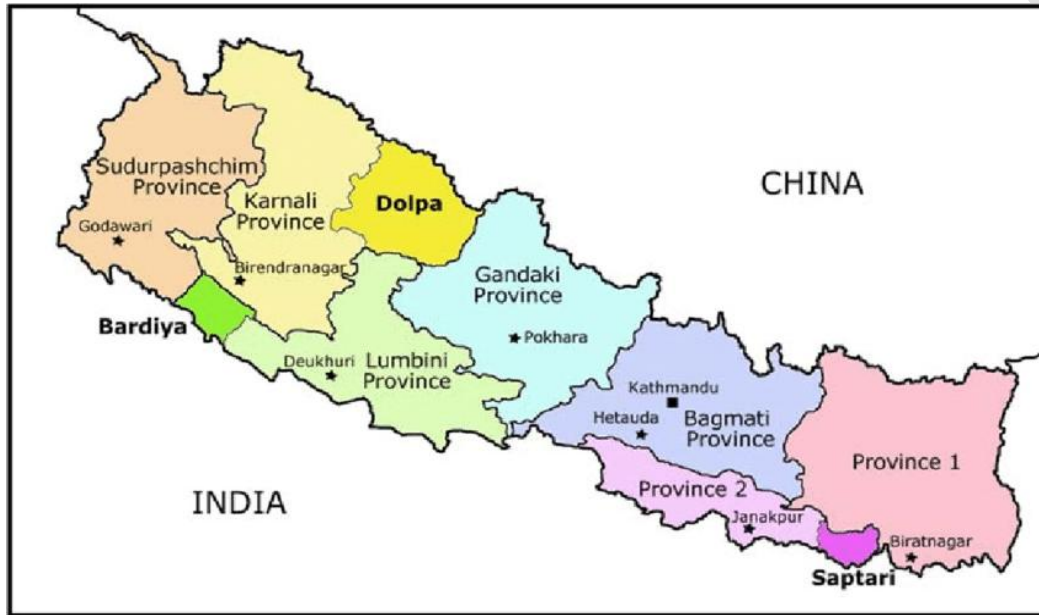 Sudurpashchim
Province
Godawari
Karnali
Province
Dolpa
CHINA
Birendranagar
Bardiya
Gandaki
Province
Pokhara
Deukhuri
Lumbini
Province
Kathmandu
Hetauda
Bagmati
Province
INDIA
Province 2
Province 1
Janakpur
Biratnagar
Saptari